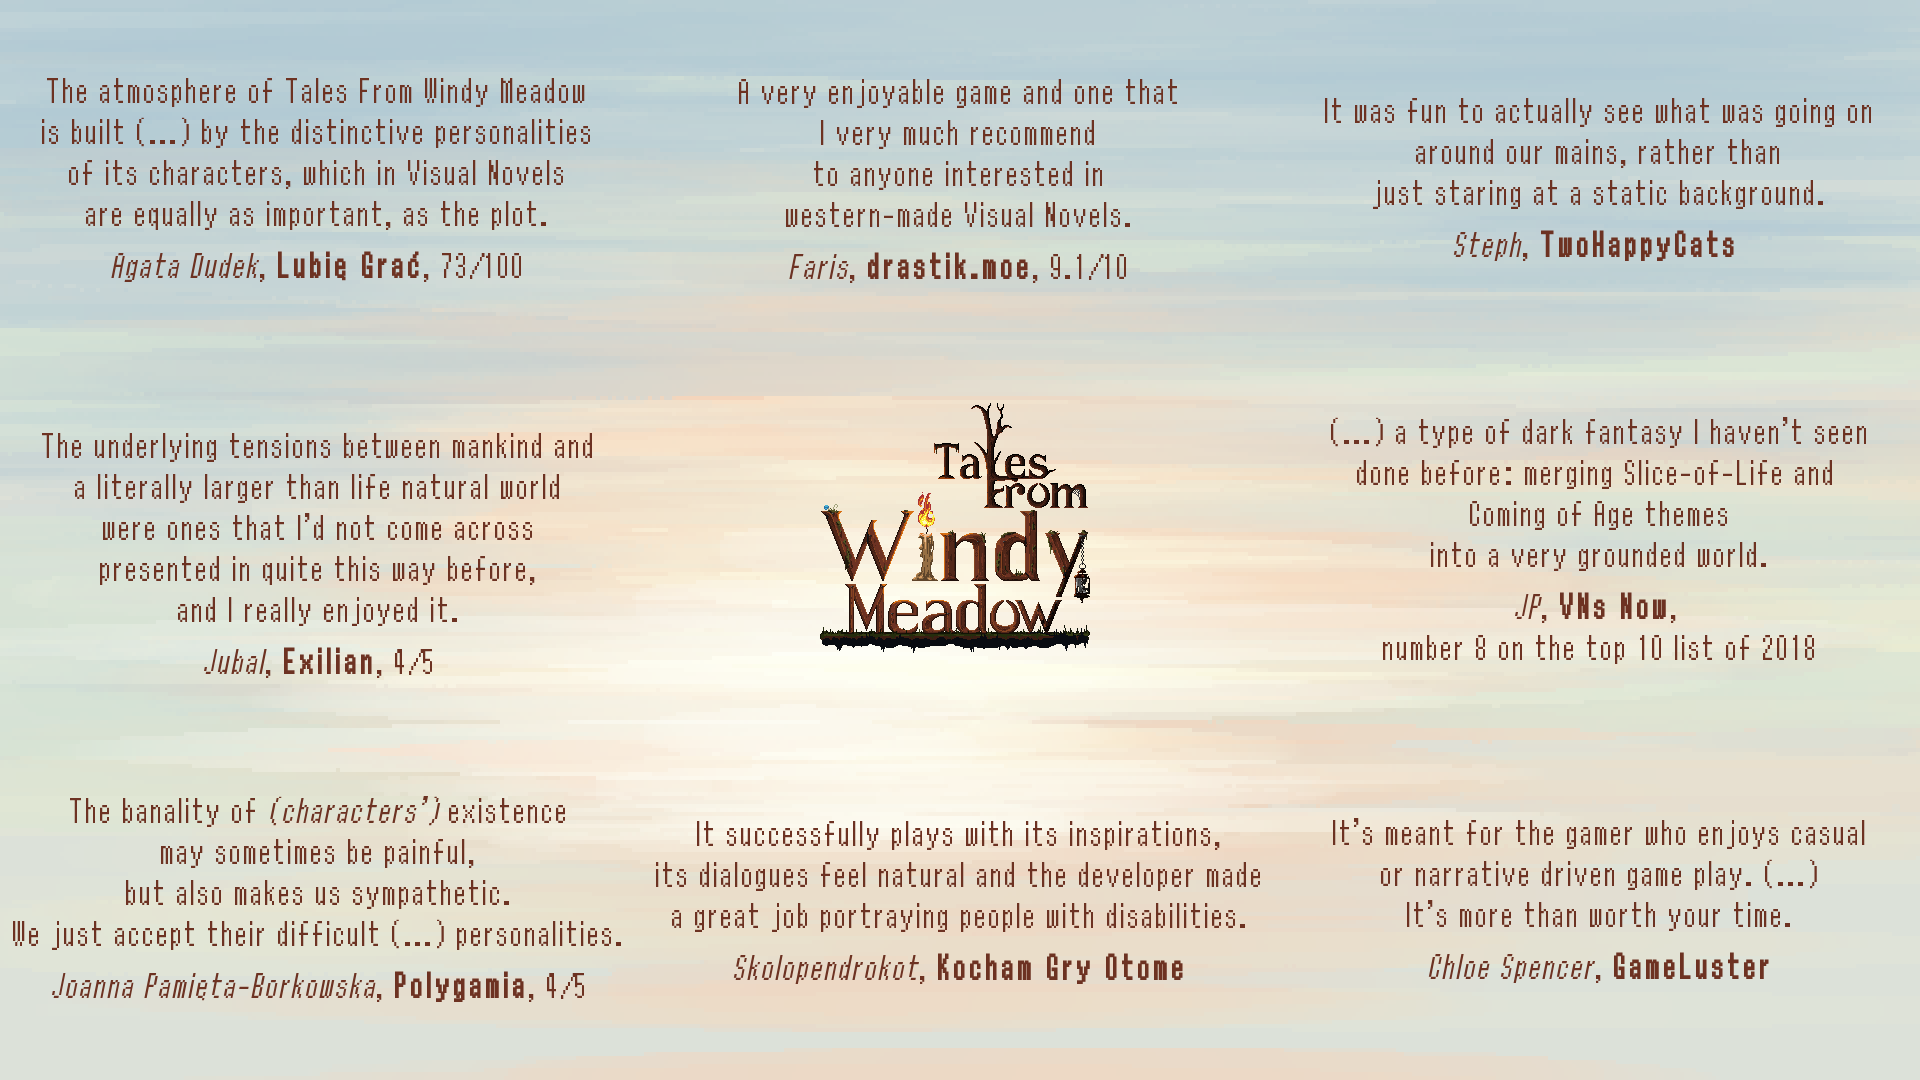 The atmosphere of Tales From Windy Meadow
is built (...) by the distinctive personalities
of its characters, which in Visual Novels
are equally as important, as the plot.
Agata Dudek, Lubię Grać, 73/100
A very enjoyable game and one that
I very much recommend
to anyone interested in
western-made Visual Novels.
Faris, drastik.moe, 9.1/10
It was fun to actually see what was going on
around our mains, rather than
just staring at a static background.
Steph, TwoHappyCats
The underlying tensions between mankind and
a literally larger than life natural world
were ones that I'd not come across
presented in quite this way before,
and I really enjoyed it.
Jubal, Exilian, 4/5
Tales
From
Windy
Meadow
(...) a type of dark fantasy I haven't seen
done before: merging Slice-of-Life and
Coming of Age themes
into a very grounded world.
JP, VNs Now,
number 8 on the top 10 list of 2018
The banality of (characters') existence
may sometimes be painful,
but also makes us sympathetic.
We just accept their difficult (...) personalities.
Joanna Pamięta-Borkowska, Polygamia, 4/5
It successfully plays with its inspirations,
its dialogues feel natural and the developer made
a great job portraying people with disabilities.
Skolopendrokot, Kocham Gry Otome
It's meant for the gamer who enjoys casual
or narrative driven game play. (...)
It's more than worth your time.
Chloe Spencer, GameLuster